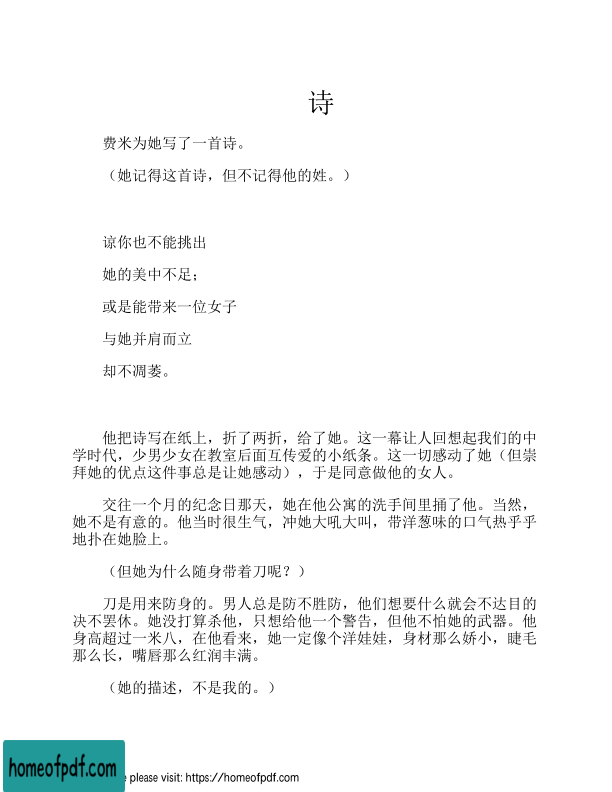 诗
费米为她写了一首诗。
（她记得这首诗，但不记得他的姓。）
谅你也不能挑出
她的美中不足；
或是能带来一位女子
与她并肩而立
却不凋萎。
他把诗写在纸上，折了两折，给了她。这一幕让人回想起我们的中
学时代，少男少女在教室后面互传爱的小纸条。这一切感动了她（但崇
拜她的优点这件事总是让她感动），于是同意做他的女人。
交往一个月的纪念日那天，她在他公寓的洗手间里捅了他。当然，
她不是有意的。他当时很生气，冲她大吼大叫，带洋葱味的口气热乎乎
地扑在她脸上。
（但她为什么随身带着刀呢？）
刀是用来防身的。男人总是防不胜防，他们想要什么就会不达目的
决不罢休。她没打算杀他，只想给他一个警告，但他不怕她的武器。他
身高超过一米八，在他看来，她一定像个洋娃娃，身材那么娇小，睫毛
那么长，嘴唇那么红润丰满。
（她的描述，不是我的。）
homeofpdf.com
e please visit: https://homeofpdf.com